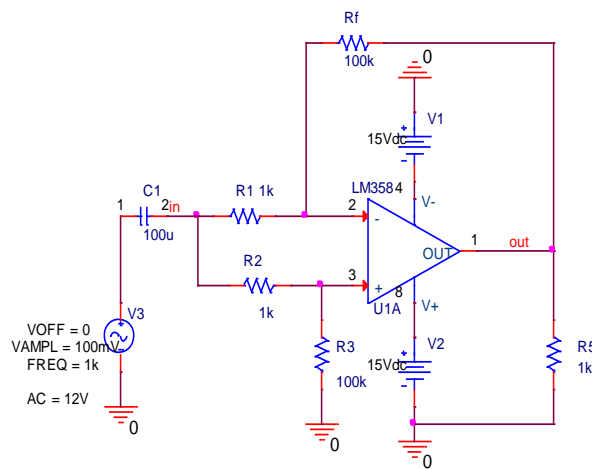 Rf
100k
0
V1
15Vdc
LM358
4
V-
C1
1
2
in
100u
R1 1k
2
-
OUT
1
out
R2
1k
3
+
8
U1A
V+
V3
VOFF = 0
VAMPL = 100mV
FREQ = 1k
AC = 12V
0
R3
100k
0
V2
15Vdc
0
R5
1k